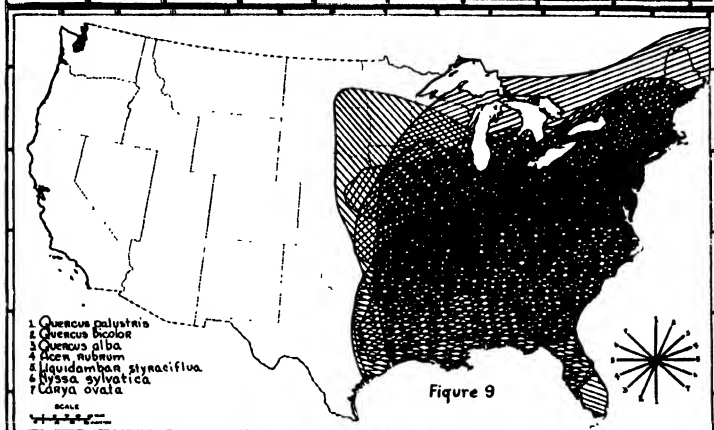 1 Quercus palustris
2 Quercus bicolor
3 Quercus alba
4 Acer rubrum
5 Liquidambar styraciflua
6 Nyssa sylvatica
7 Carya ovata
SCALE
Figure 9